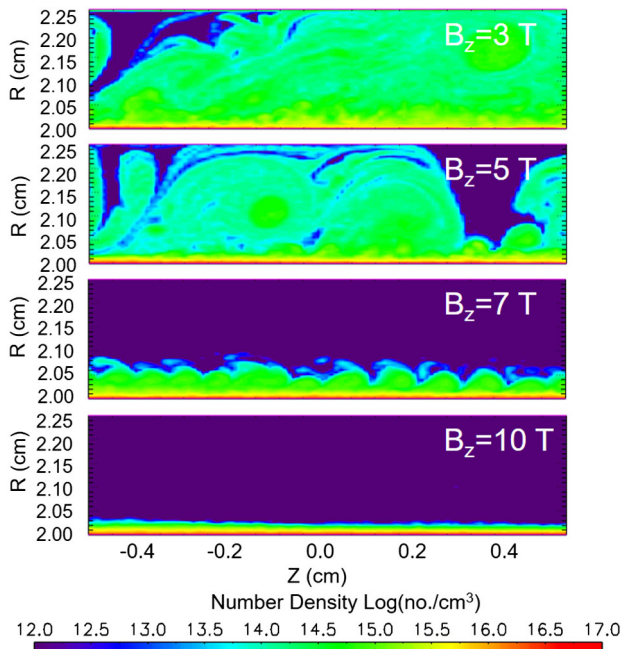 2.25
2.20
2.15
2.10
2.05
2.00
R (cm)
B_z=3 T
2.25
2.20
2.15
2.10
2.05
2.00
R (cm)
B_z=5 T
2.25
2.20
2.15
2.10
2.05
2.00
R (cm)
B_z=7 T
2.25
2.20
2.15
2.10
2.05
2.00
R (cm)
B_z=10 T
-0.4 -0.2 0.0 0.2 0.4
Z (cm)
Number Density Log(no./cm³)
12.0 12.5 13.0 13.5 14.0 14.5 15.0 15.5 16.0 16.5 17.0